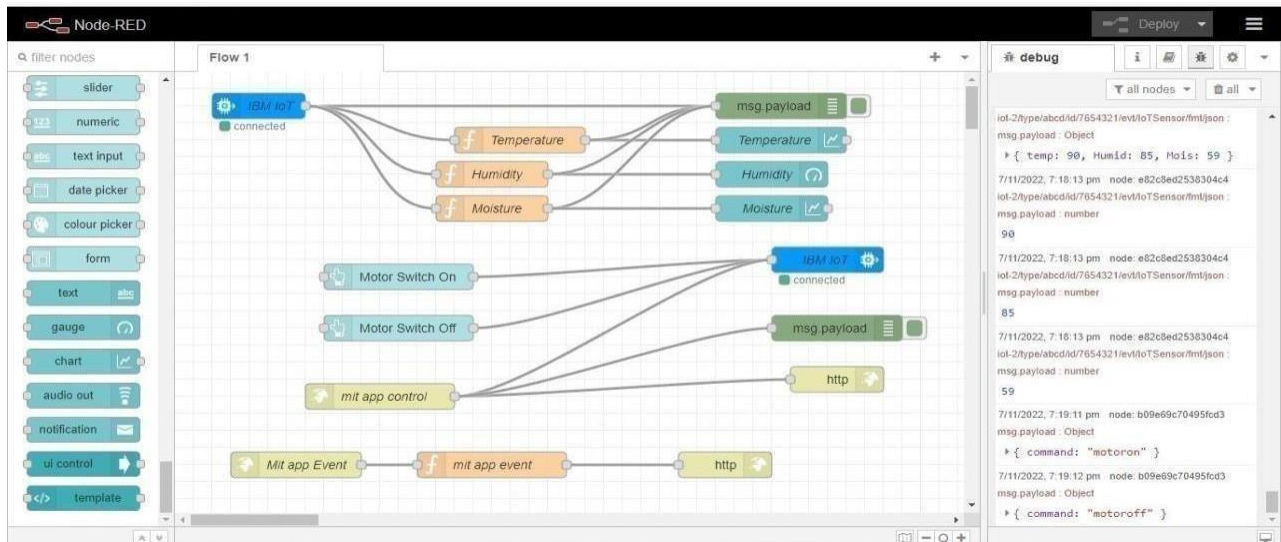 Node-RED
Deploy
filter nodes
slider
123 numeric
abc text input
date picker
colour picker
form
text abc
gauge
chart
audio out
notification
ui control
</> template
Flow 1
IBM IoT
connected
f Temperature
f Humidity
f Moisture
msg.payload
Temperature
Humidity
Moisture
Motor Switch On
Motor Switch Off
IBM IoT
connected
msg.payload
http
mit app control
Mit app Event
f mit app event
http
debug
i
all nodes
all
iot-2/type/abcd/id/7654321/evt/IoTSensor/fmt/json :
msg.payload : Object
{ temp: 90, Humid: 85, Mois: 59 }
7/11/2022, 7:18:13 pm node: e82c8ed2538304c4
iot-2/type/abcd/id/7654321/evt/IoTSensor/fmt/json :
msg.payload : number
90
7/11/2022, 7:18:13 pm node: e82c8ed2538304c4
iot-2/type/abcd/id/7654321/evt/IoTSensor/fmt/json :
msg.payload : number
85
7/11/2022, 7:18:13 pm node: e82c8ed2538304c4
iot-2/type/abcd/id/7654321/evt/IoTSensor/fmt/json :
msg.payload : number
59
7/11/2022, 7:19:11 pm node: b09e69c70495fcd3
msg.payload : Object
{ command: "motoron" }
7/11/2022, 7:19:12 pm node: b09e69c70495fcd3
msg.payload : Object
{ command: "motoroff" }